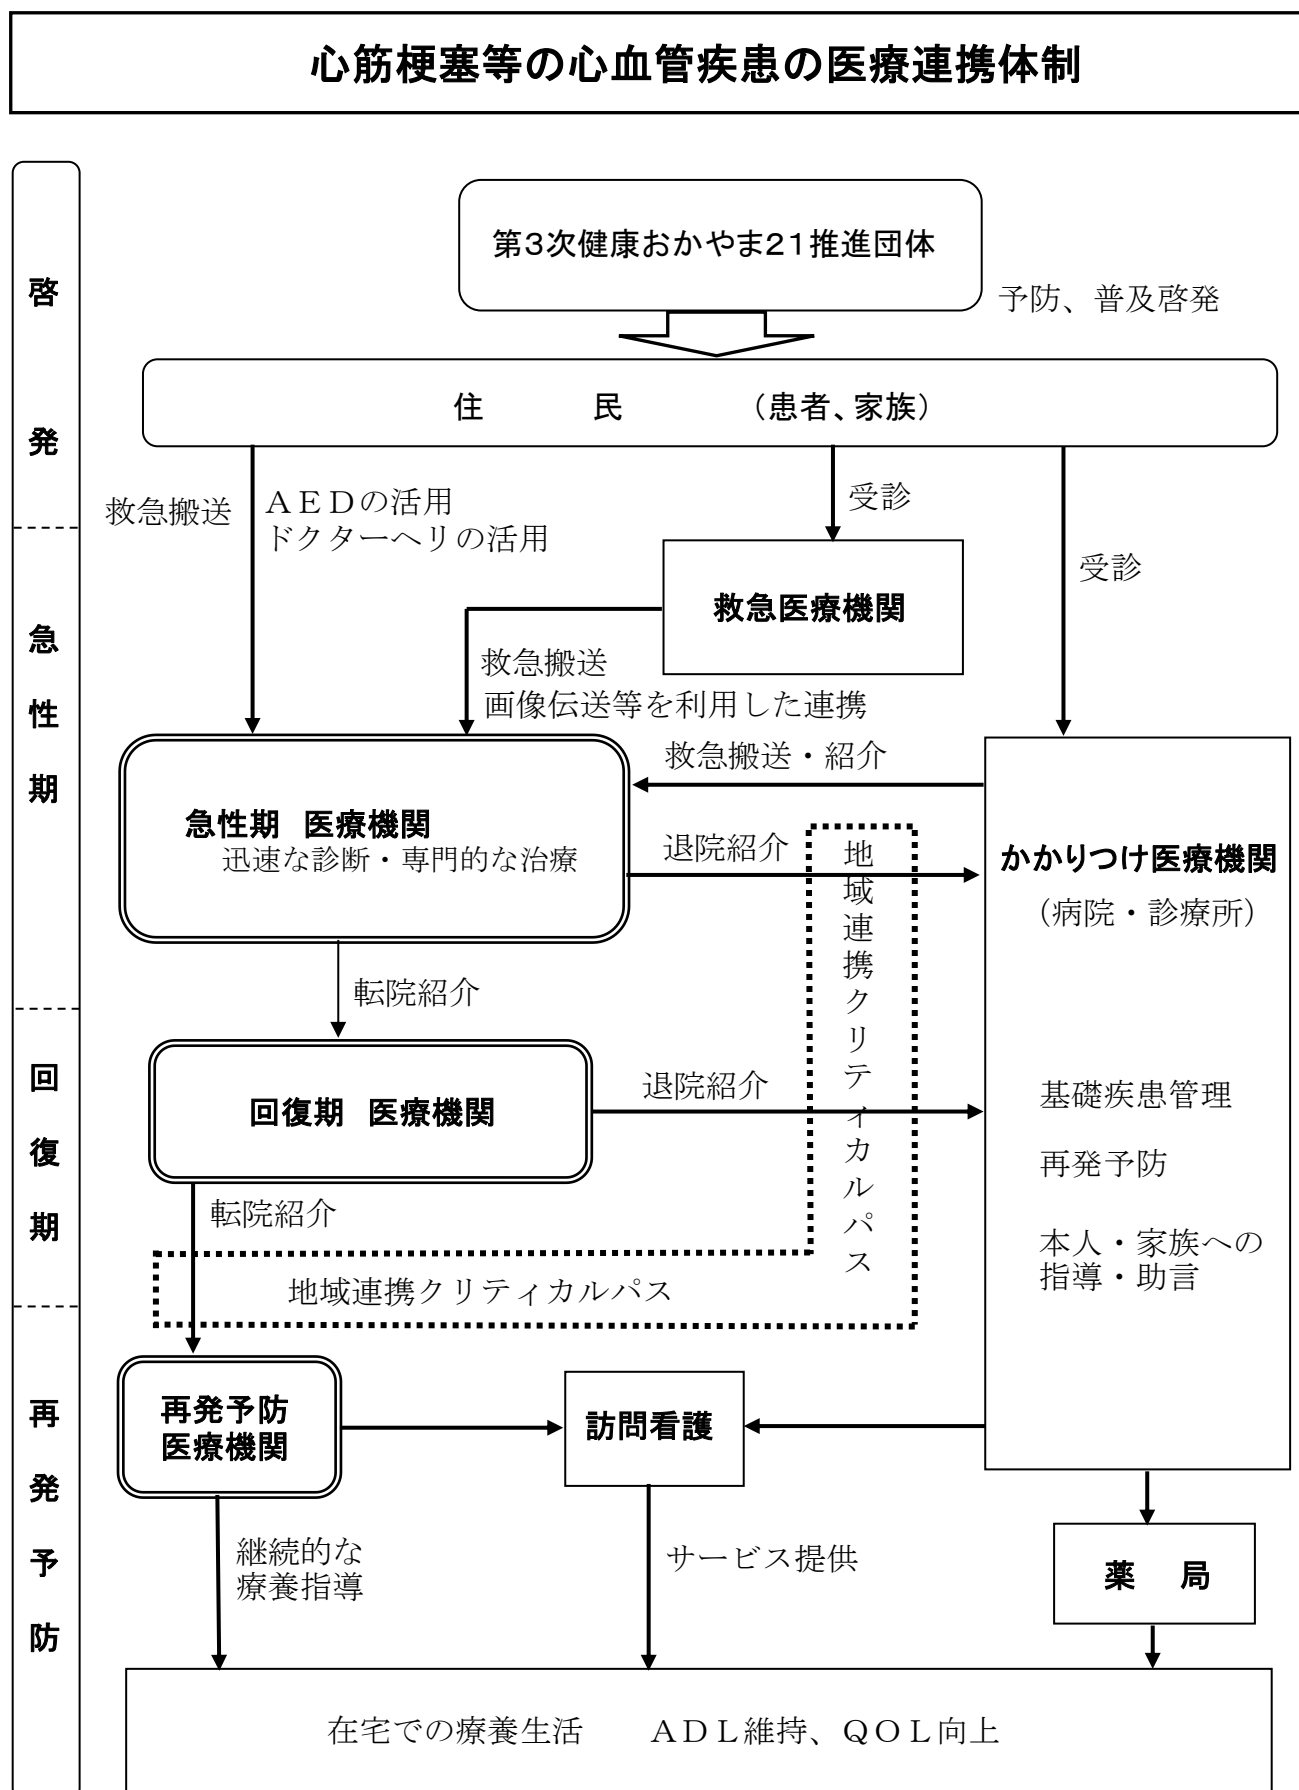 心筋梗塞等の心血管疾患の医療連携体制
啓発
急性期
回復期
再発予防
第3次健康おかやま21推進団体
予防、普及啓発
住　　　民　　　（患者、家族）
救急搬送
ＡＥＤの活用
ドクターヘリの活用
受診
受診
救急医療機関
救急搬送
画像伝送等を利用した連携
救急搬送・紹介
急性期　医療機関
迅速な診断・専門的な治療
退院紹介
地域連携クリティカルパス
かかりつけ医療機関
（病院・診療所）
転院紹介
回復期　医療機関
退院紹介
基礎疾患管理
再発予防
本人・家族への
指導・助言
転院紹介
地域連携クリティカルパス
再発予防
医療機関
訪問看護
継続的な
療養指導
サービス提供
薬　局
在宅での療養生活　　ＡＤＬ維持、ＱＯＬ向上